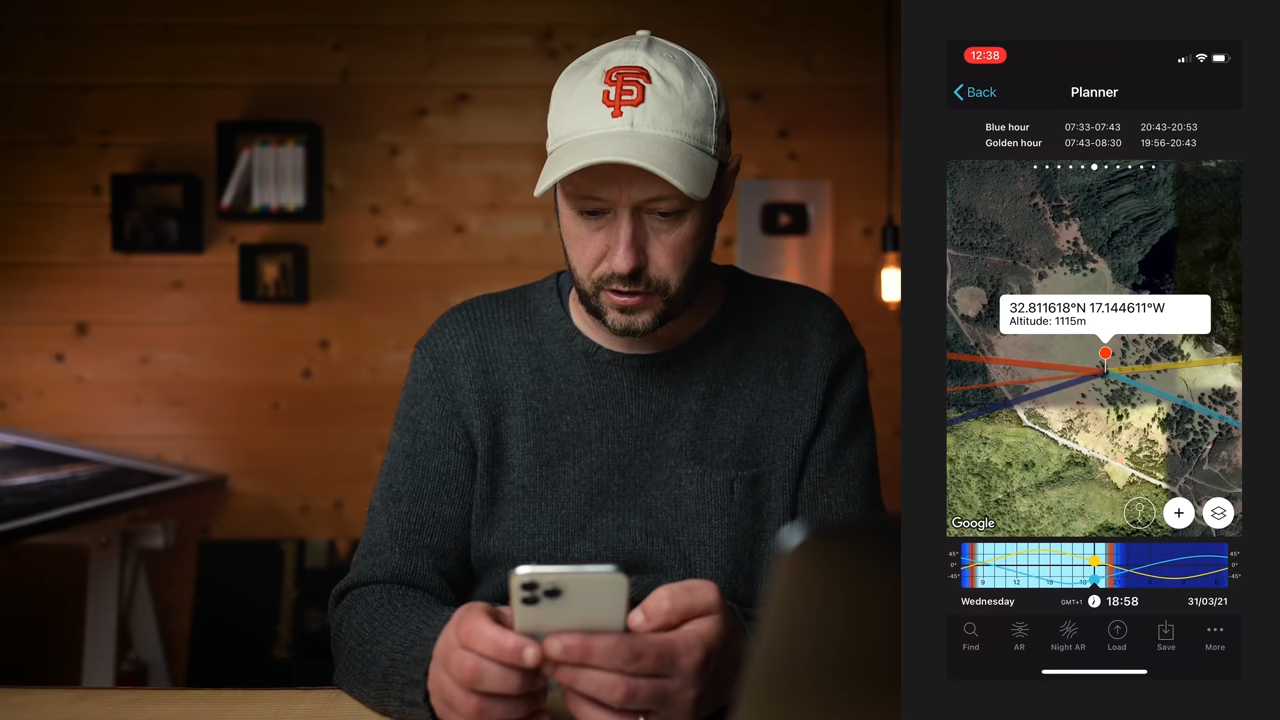 SF
12:38
Back
Planner
Blue hour 07:33-07:43 20:43-20:53
Golden hour 07:43-08:30 19:56-20:43
32.811618°N 17.144611°W
Altitude: 1115m
Google
45° 45°
0° 0°
-45° -45°
9 12 15 18 21
Wednesday GMT+1 18:58 31/03/21
Find AR Night AR Load Save More